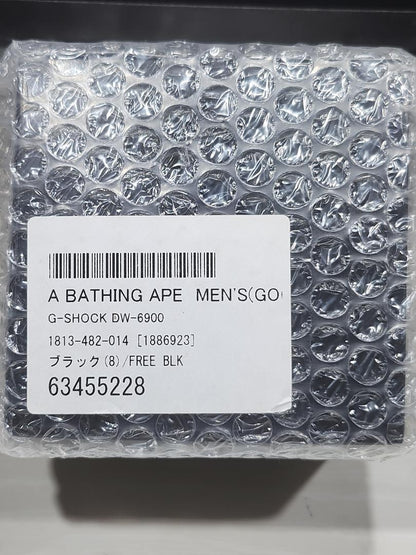 A BATHING APE MEN'S(GO
G-SHOCK DW-6900
1813-482-014 [1886923]
ブラック(8)/FREE BLK
63455228